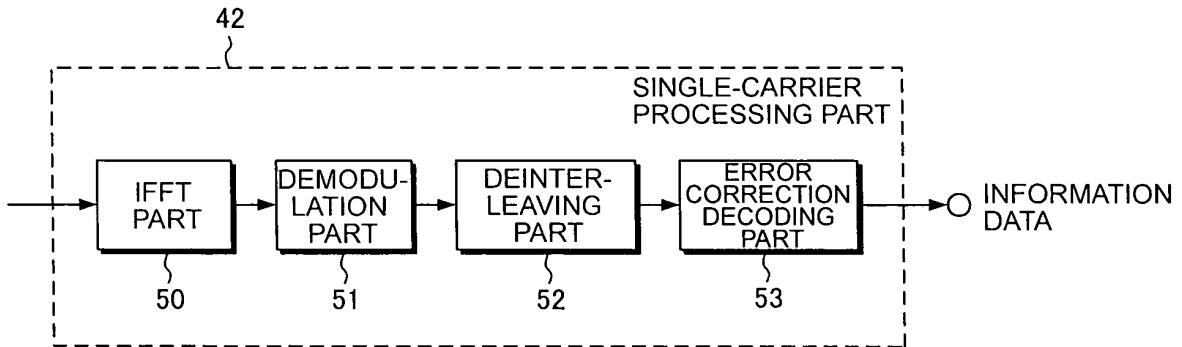 42
SINGLE-CARRIER
PROCESSING PART
IFFT
PART
DEMODU-
LATION
PART
DEINTER-
LEAVING
PART
ERROR
CORRECTION
DECODING
PART
INFORMATION
DATA
50
51
52
53